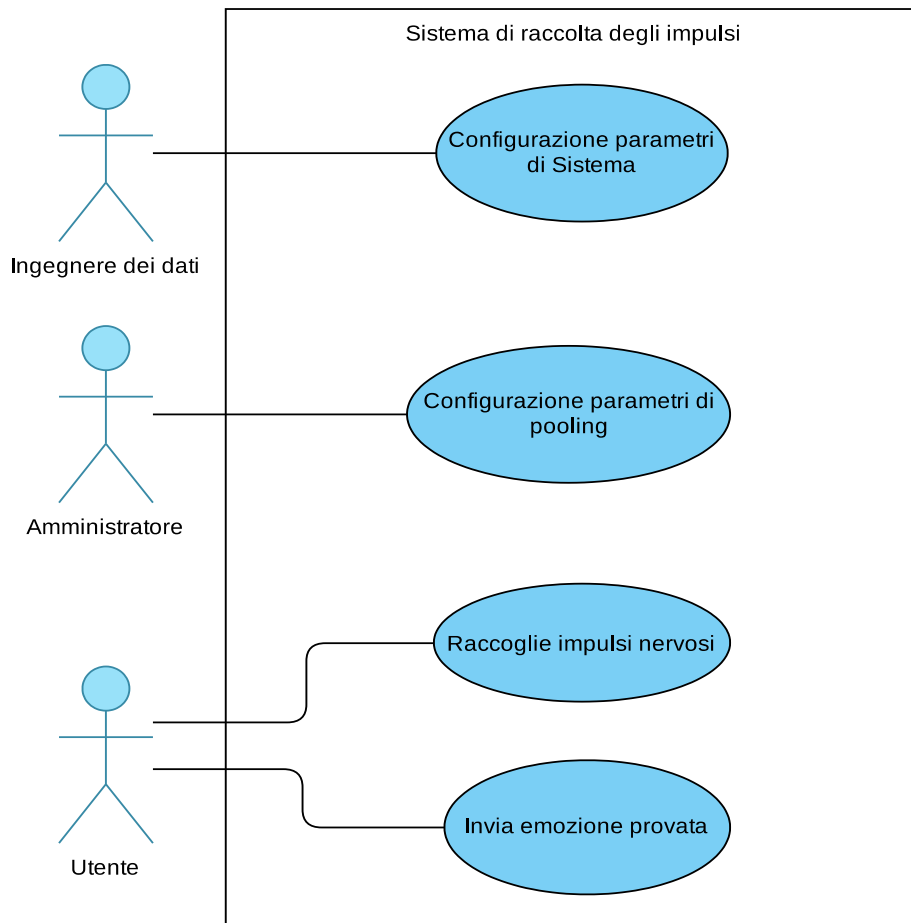 Sistema di raccolta degli impulsi
Configurazione parametri
di Sistema
Ingegnere dei dati
Configurazione parametri di
pooling
Amministratore
Raccoglie impulsi nervosi
Invia emozione provata
Utente